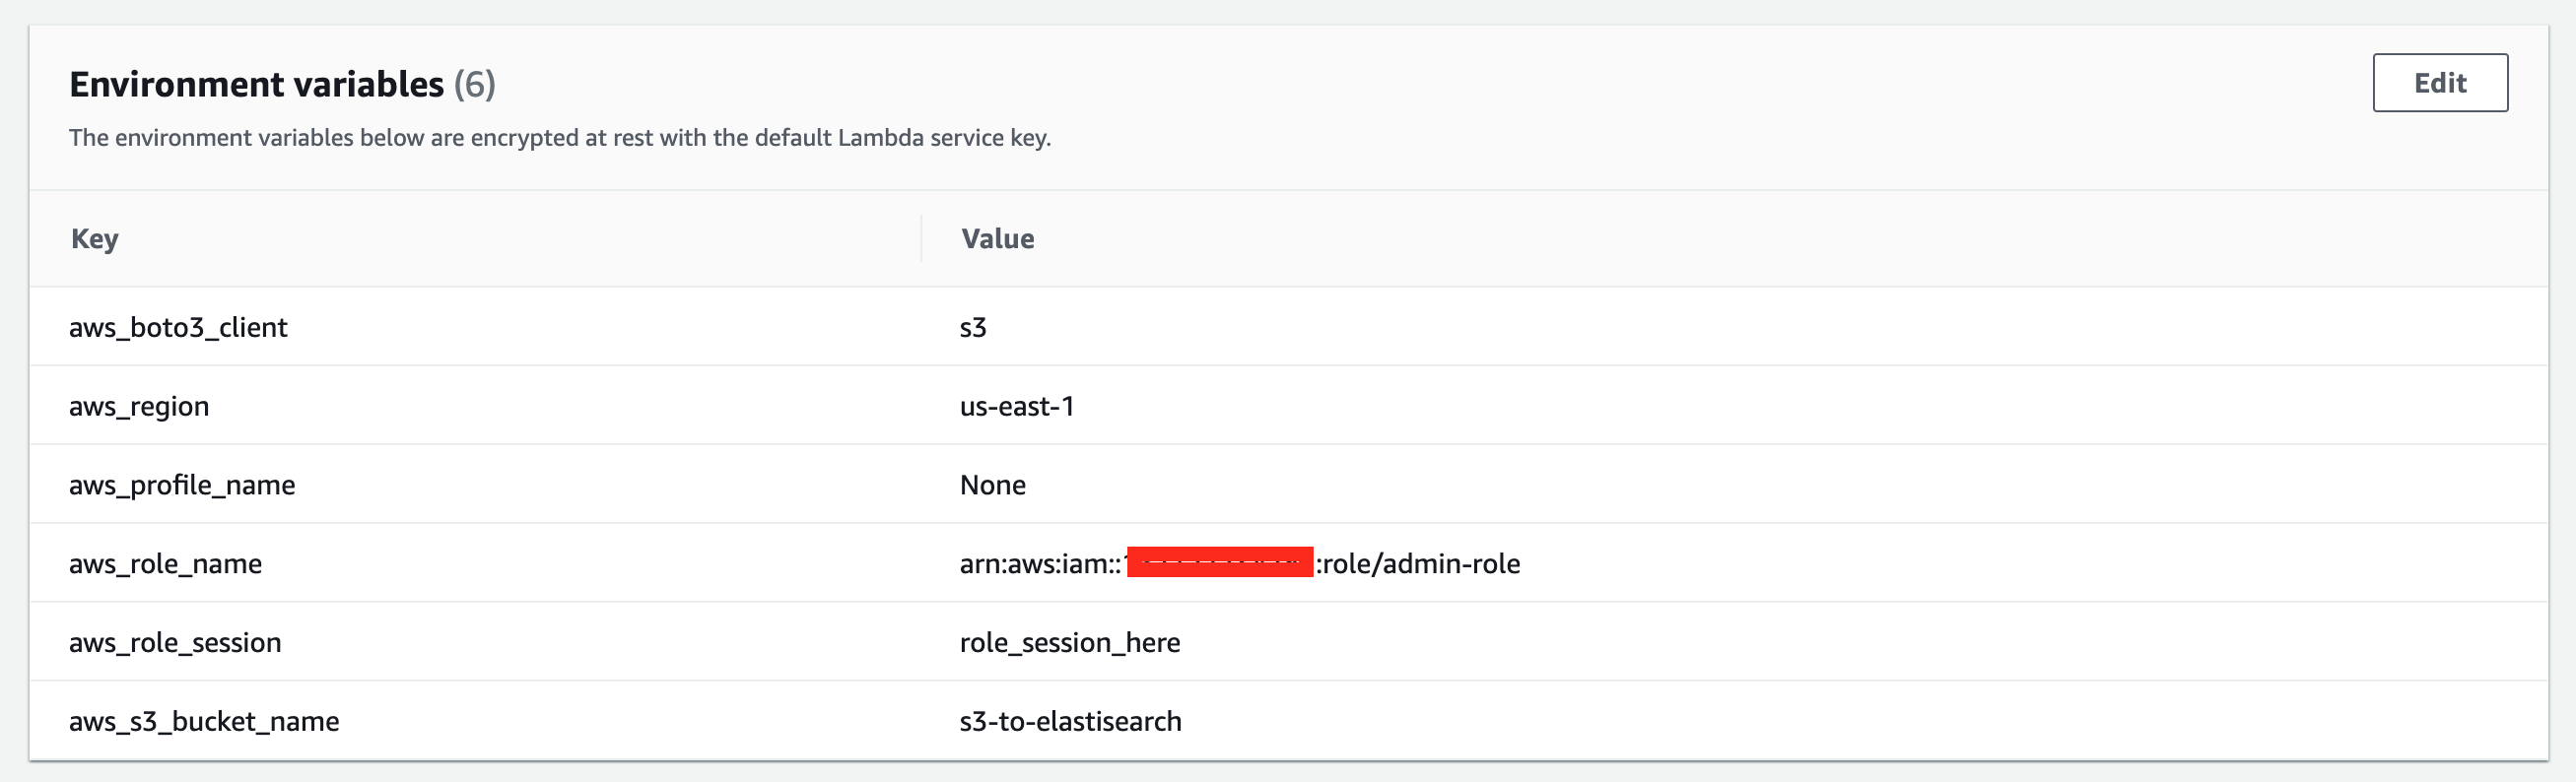 Environment variables (6)
Edit
The environment variables below are encrypted at rest with the default Lambda service key.
Key Value
aws_boto3_client s3
aws_region us-east-1
aws_profile_name None
aws_role_name arn:aws:iam:: :role/admin-role
aws_role_session role_session_here
aws_s3_bucket_name s3-to-elastisearch